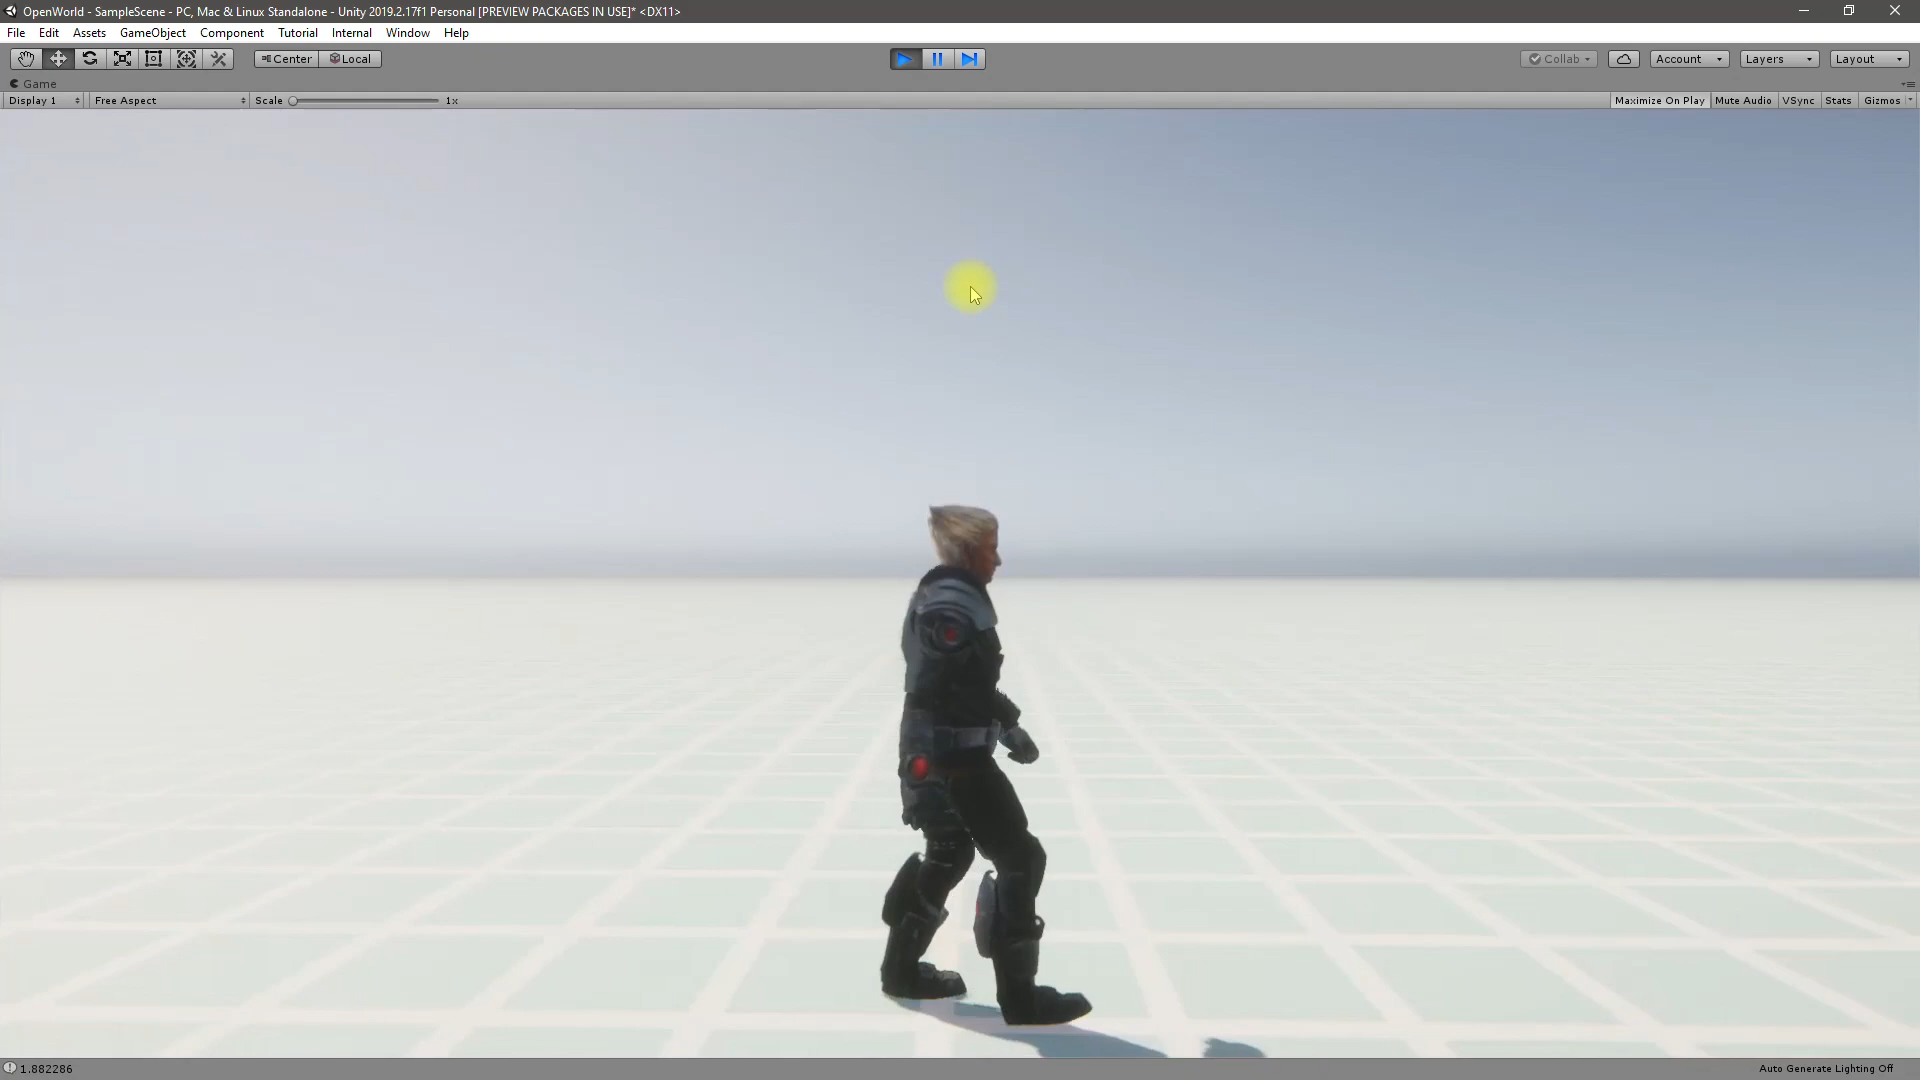 OpenWorld - SampleScene - PC, Mac & Linux Standalone - Unity 2019.2.17f1 Personal [PREVIEW PACKAGES IN USE]* <DX11>
File Edit Assets GameObject Component Tutorial Internal Window Help
Center Local Collab Account Layers Layout
Game
Display 1 Free Aspect Scale 1x Maximize On Play Mute Audio VSync Stats Gizmos
1.882286 Auto Generate Lighting Off